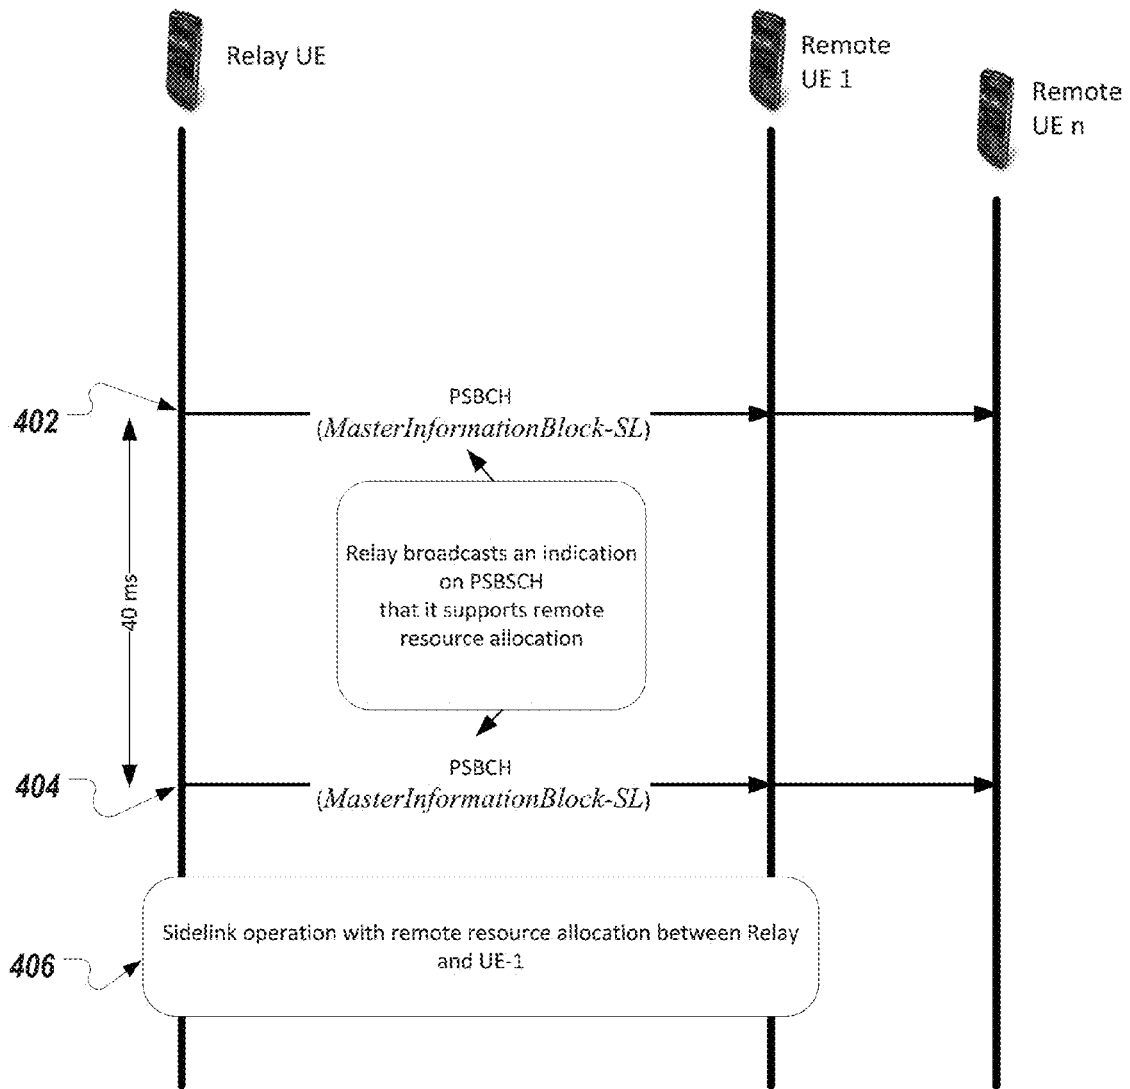 Relay UE
Remote
UE 1
Remote
UE n
402
PSBCH
(MasterInformationBlock-SL)
40 ms
Relay broadcasts an indication
on PSBSCH
that it supports remote
resource allocation
404
PSBCH
(MasterInformationBlock-SL)
406
Sidelink operation with remote resource allocation between Relay
and UE-1